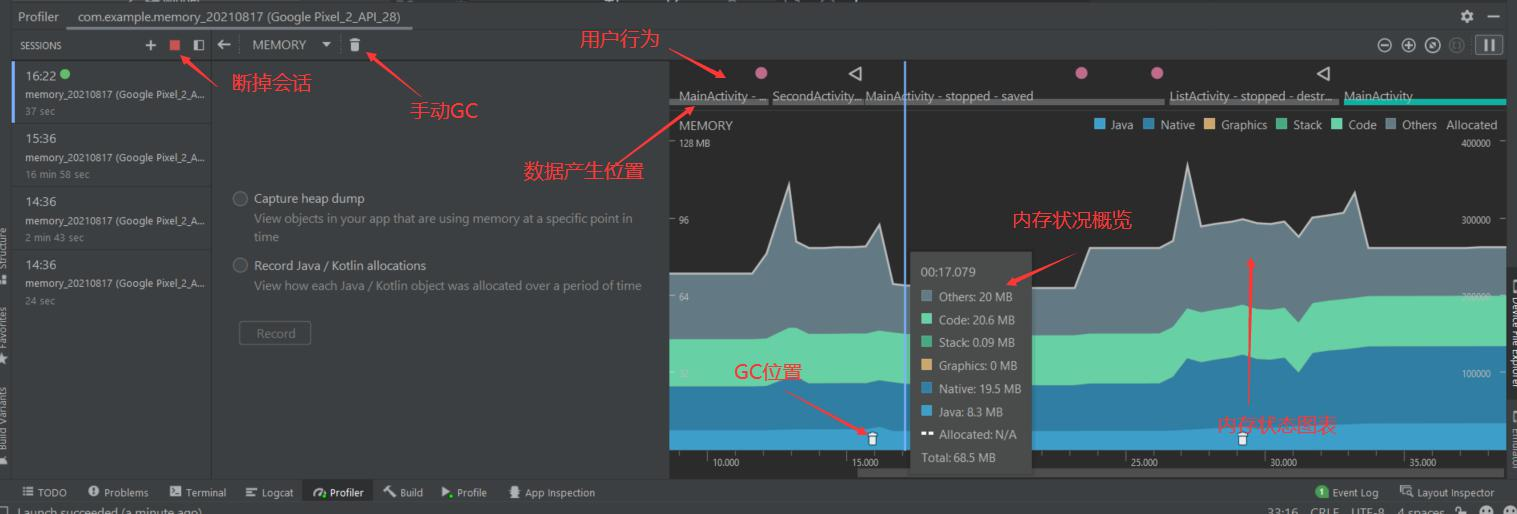 Profiler com.example.memory_20210817 (Google Pixel_2_API_28)
SESSIONS
MEMORY
用户行为
断掉会话
手动GC
数据产生位置
16:22
memory_20210817 (Google Pixel_2_A...
37 sec
15:36
memory_20210817 (Google Pixel_2_A...
16 min 58 sec
14:36
memory_20210817 (Google Pixel_2_A...
2 min 43 sec
14:36
memory_20210817 (Google Pixel_2_A...
24 sec
Capture heap dump
View objects in your app that are using memory at a specific point in
time
Record Java / Kotlin allocations
View how each Java / Kotlin object was allocated over a period of time
Record
MainActivity - ... SecondActivity... MainActivity - stopped - saved ListActivity - stopped - destr... MainActivity
MEMORY
Java Native Graphics Stack Code Others Allocated
128 MB
400000
96
300000
内存状况概览
64
200000
32
100000
00:17.079
Others: 20 MB
Code: 20.6 MB
Stack: 0.09 MB
Graphics: 0 MB
Native: 19.5 MB
Java: 8.3 MB
Allocated: N/A
Total: 68.5 MB
GC位置
内存状态图表
10.000 15.000 25.000 30.000 35.000
Structure
Favorites
Build Variants
Device File Explorer
Emulator
TODO Problems Terminal Logcat Profiler Build Profile App Inspection
1 Event Log Layout Inspector
Launch succeeded (a minute ago)
33:16 CRLF UTF-8 4 spaces